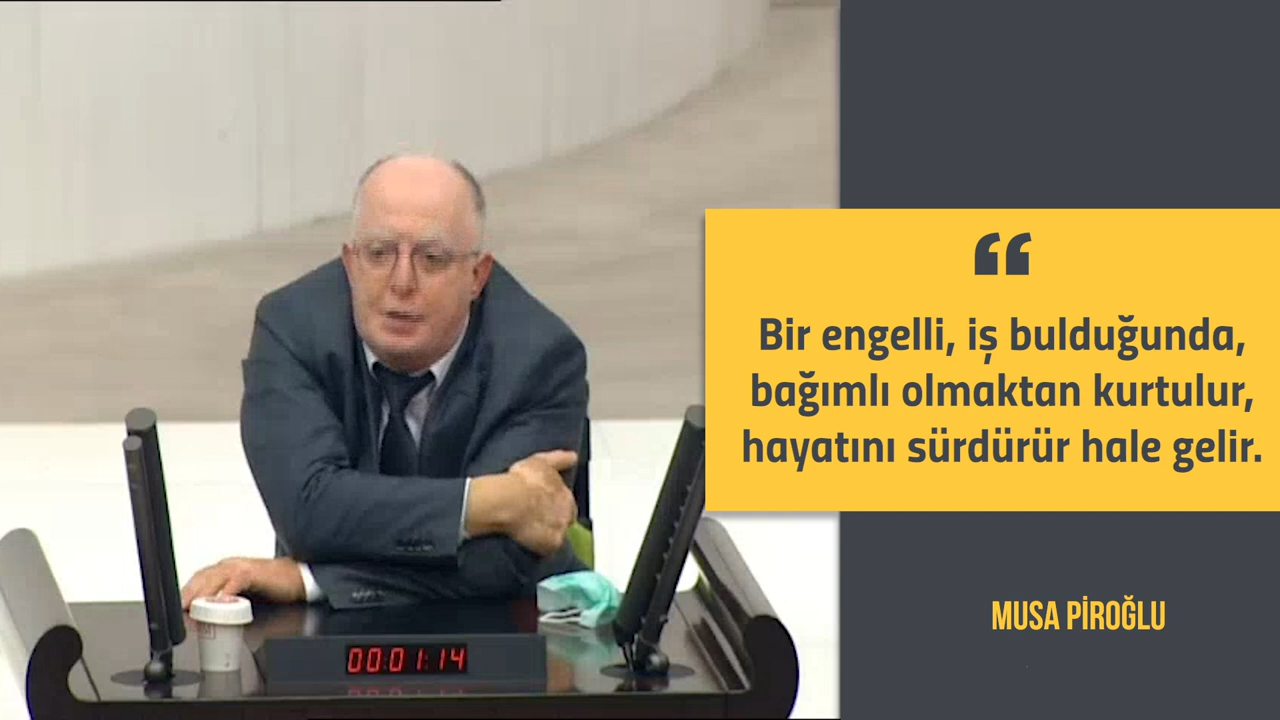 “
Bir engelli, iş bulduğunda,
bağımlı olmaktan kurtulur,
hayatını sürdürür hale gelir.
MUSA PİROĞLU
00:01:14